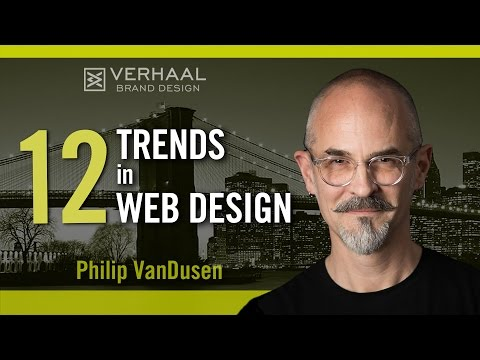 VERHAAL
BRAND DESIGN
12 TRENDS
in
WEB DESIGN
Philip VanDusen